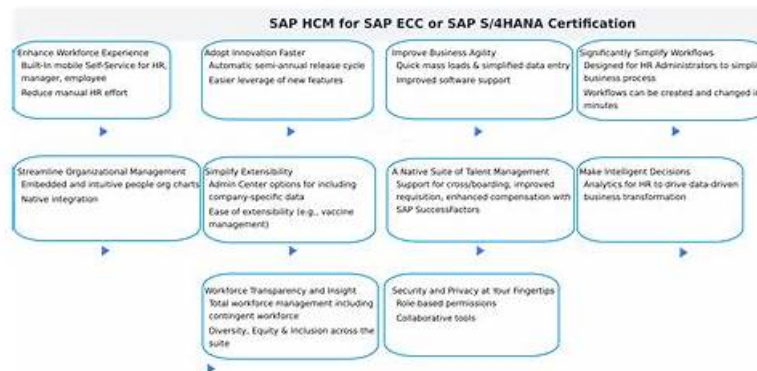 SAP HCM for SAP ECC or SAP S/4HANA Certification
Enhance Workforce Experience
Built-In mobile Self-Service for HR,
manager, employee
Reduce manual HR effort
Adopt Innovation Faster
Automatic semi-annual release cycle
Easier leverage of new features
Improve Business Agility
Quick mass loads & simplified data entry
Improved software support
Significantly Simplify Workflows
Designed for HR Administrators to simpli
business process
Workflows can be created and changed i
minutes
Streamline Organizational Management
Embedded and intuitive people org charts
Native integration
Simplify Extensibility
Admin Center options for including
company-specific data
Ease of extensibility (e.g., vaccine
management)
A Native Suite of Talent Management
Support for cross/boarding, improved
requisition, enhanced compensation with
SAP SuccessFactors
Make Intelligent Decisions
Analytics for HR to drive data-driven
business transformation
Workforce Transparency and Insight
Total workforce management including
contingent workforce
Diversity, Equity & Inclusion across the
suite
Security and Privacy at Your Fingertips
Role-based permissions
Collaborative tools